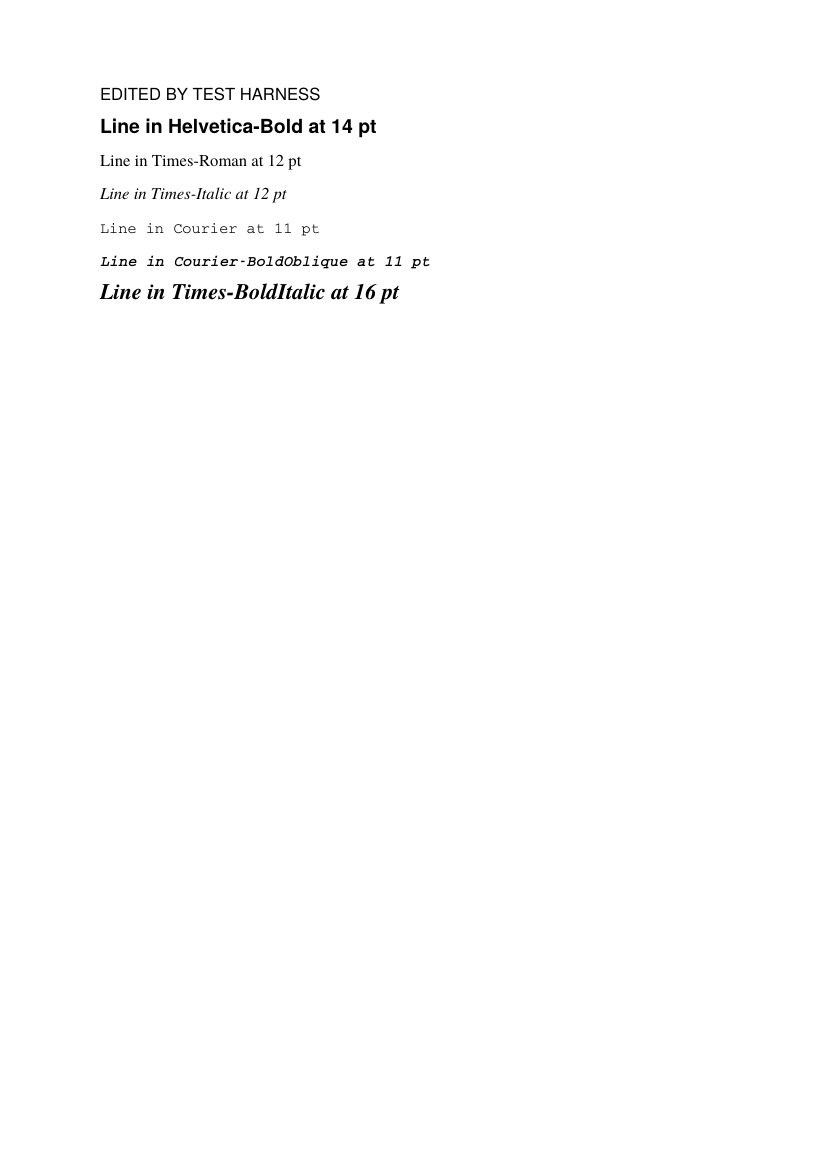 EDITED BY TEST HARNESS
Line in Helvetica-Bold at 14 pt
Line in Times-Roman at 12 pt
Line in Times-Italic at 12 pt
Line in Courier at 11 pt
Line in Courier-BoldOblique at 11 pt
Line in Times-BoldItalic at 16 pt